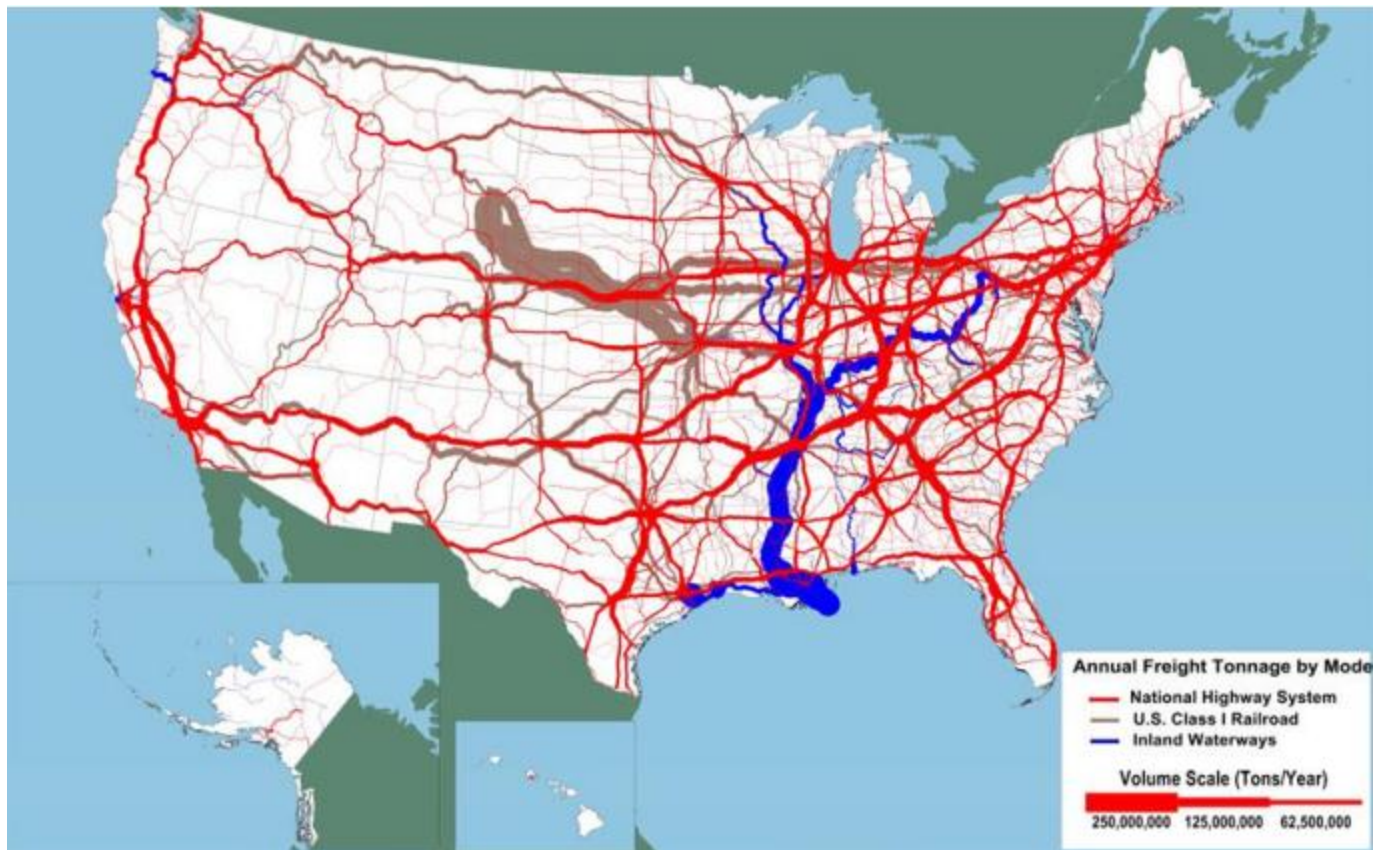 Annual Freight Tonnage by Mode
National Highway System
U.S. Class I Railroad
Inland Waterways
Volume Scale (Tons/Year)
250,000,000 125,000,000 62,500,000